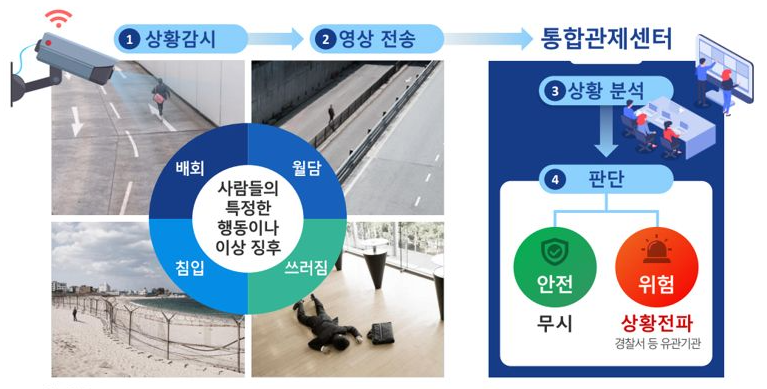 1 상황감시
2 영상 전송
통합관제센터
3 상황 분석
배회
월담
사람들의
특정한
행동이나
이상 징후
침입
쓰러짐
4 판단
안전
위험
무시
상황전파
경찰서 등 유관기관